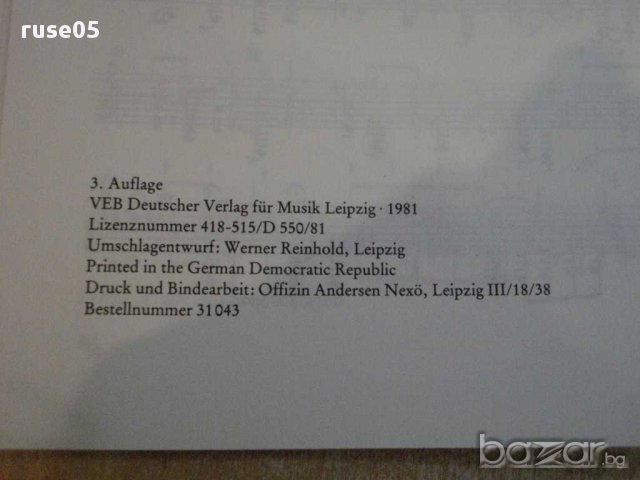 ruse05
3. Auflage
VEB Deutscher Verlag für Musik Leipzig · 1981
Lizenznummer 418-515/D 550/81
Umschlagentwurf: Werner Reinhold, Leipzig
Printed in the German Democratic Republic
Druck und Bindearbeit: Offizin Andersen Nexö, Leipzig III/18/38
Bestellnummer 31043
bazar.bg